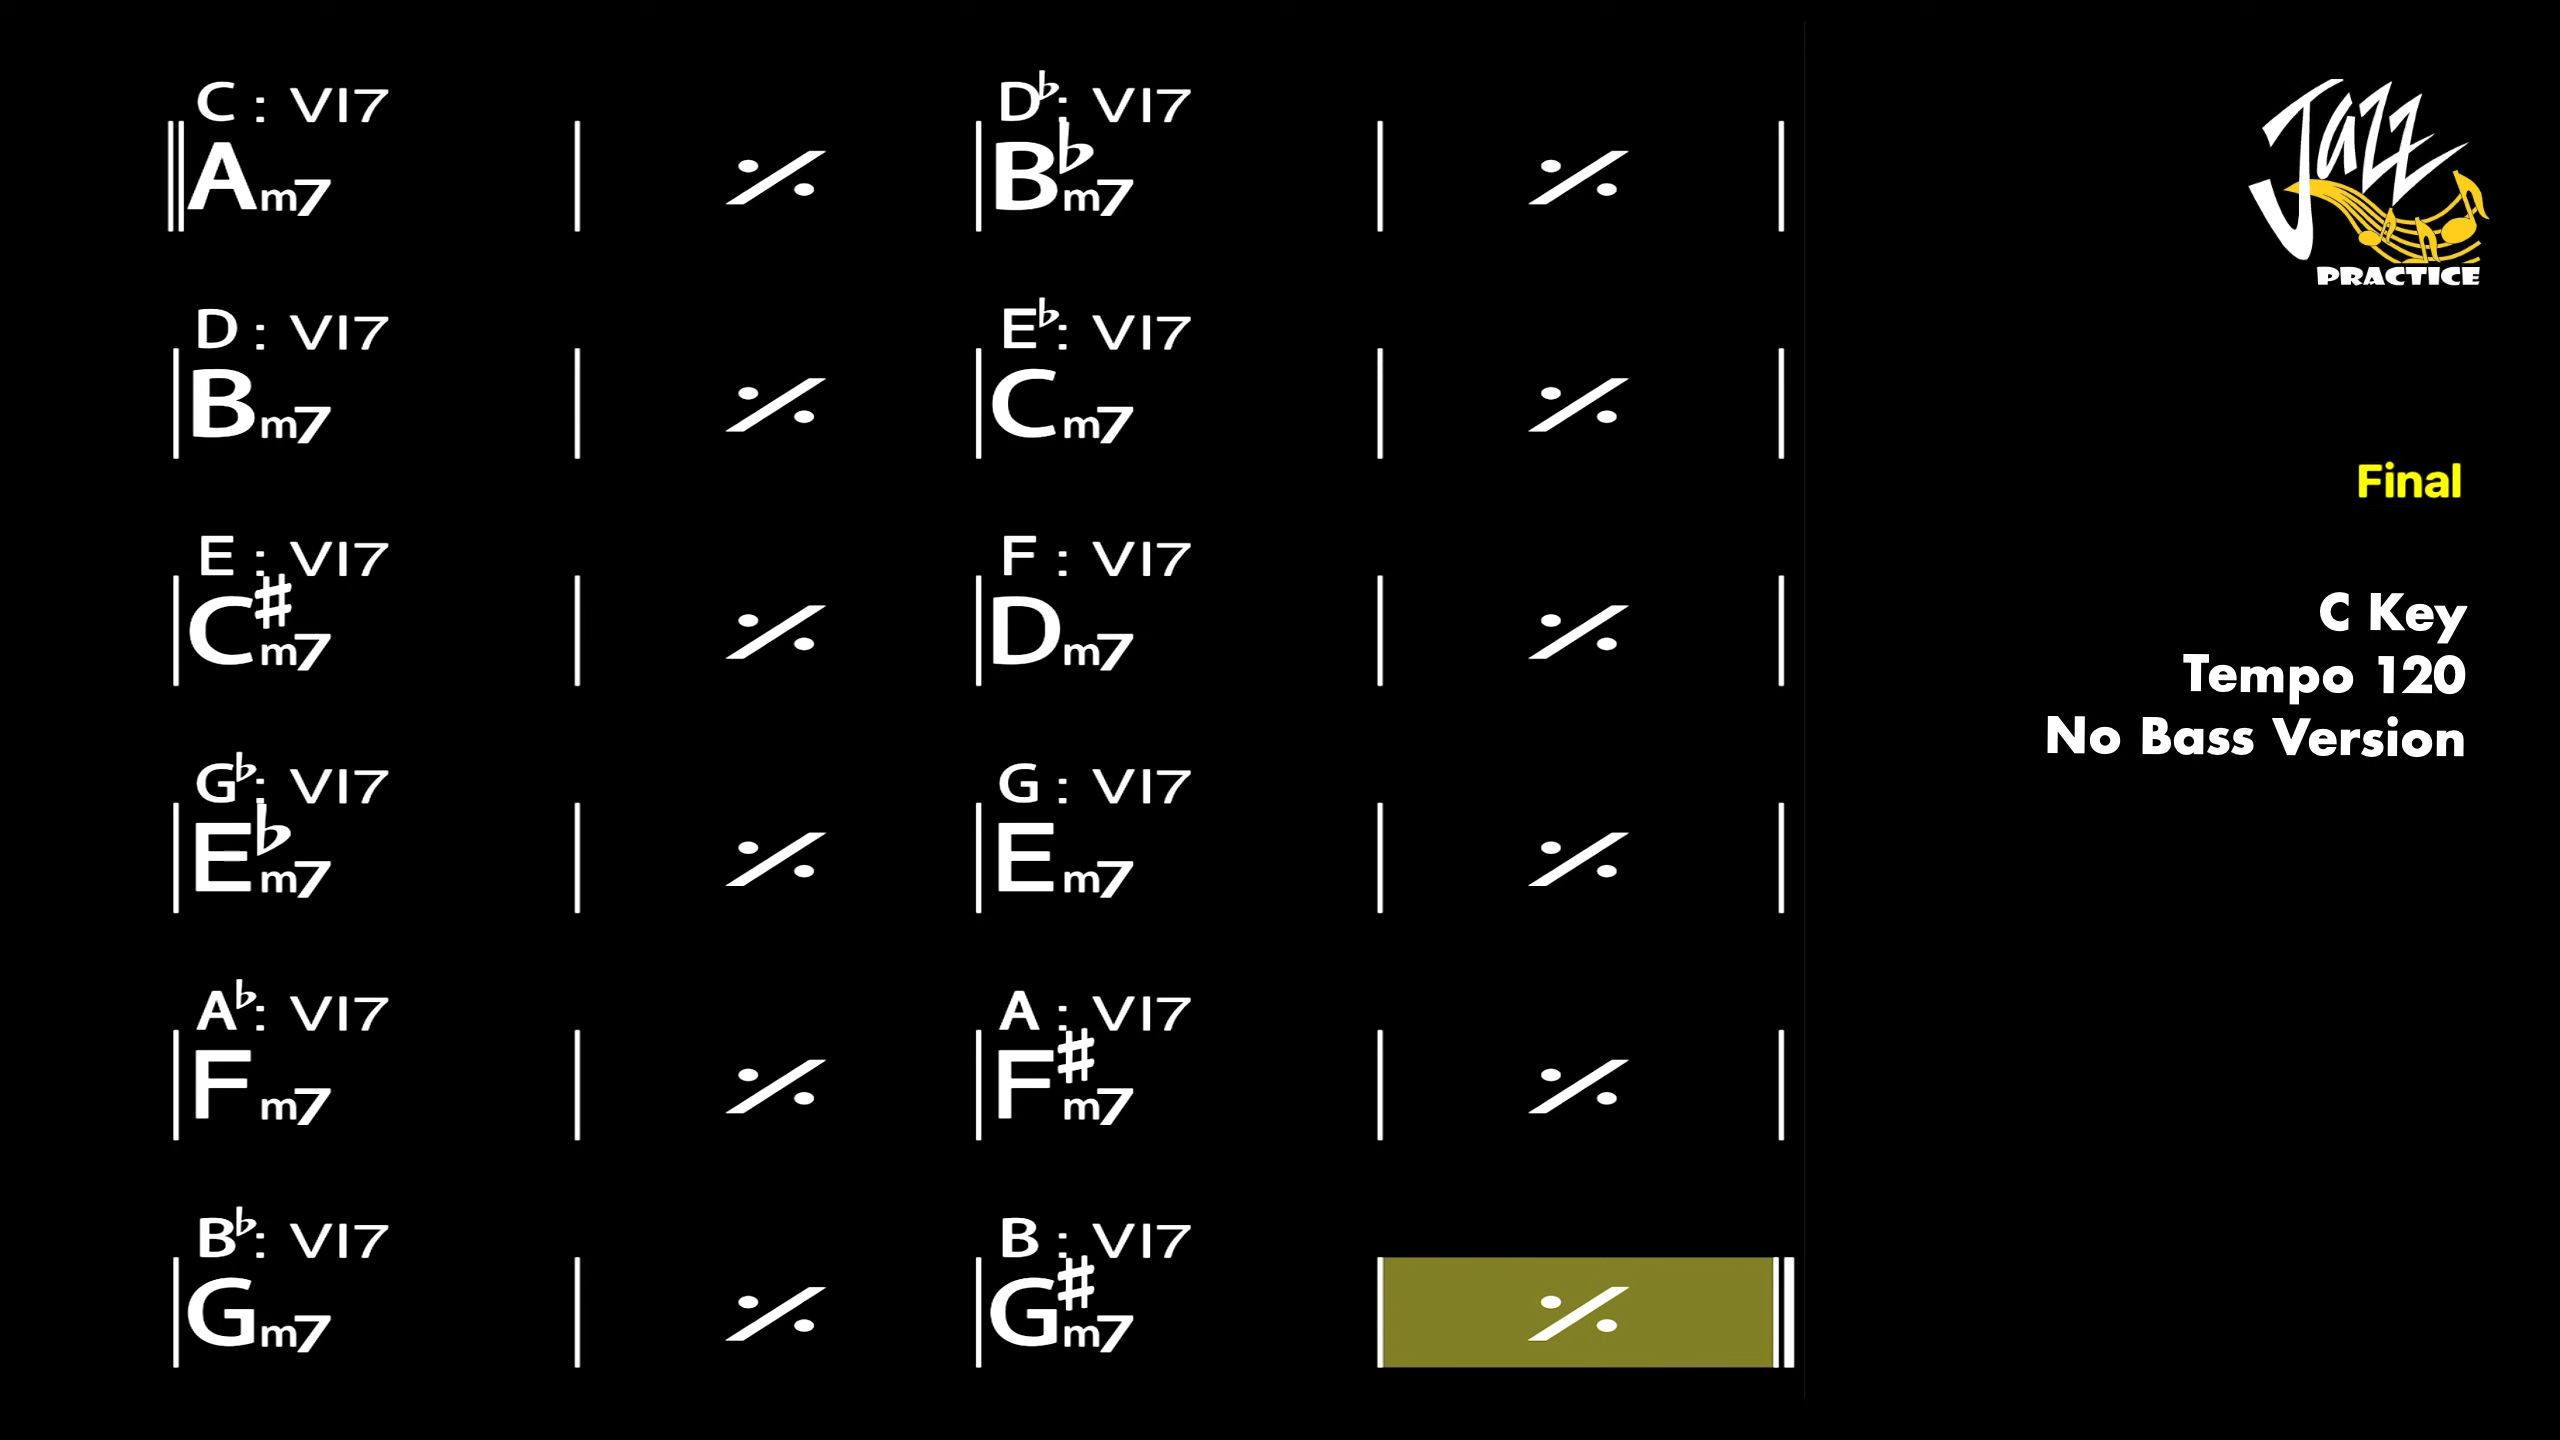 C : VI7 D♭: VI7
Am7 | % | B♭m7 | %
D : VI7 E♭: VI7
Bm7 | % | Cm7 | %
E : VI7 F : VI7
C♯m7 | % | Dm7 | %
G♭: VI7 G : VI7
E♭m7 | % | Em7 | %
A♭: VI7 A : VI7
Fm7 | % | F♯m7 | %
B♭: VI7 B : VI7
Gm7 | % | G♯m7 | %
Jazz
PRACTICE
Final
C Key
Tempo 120
No Bass Version